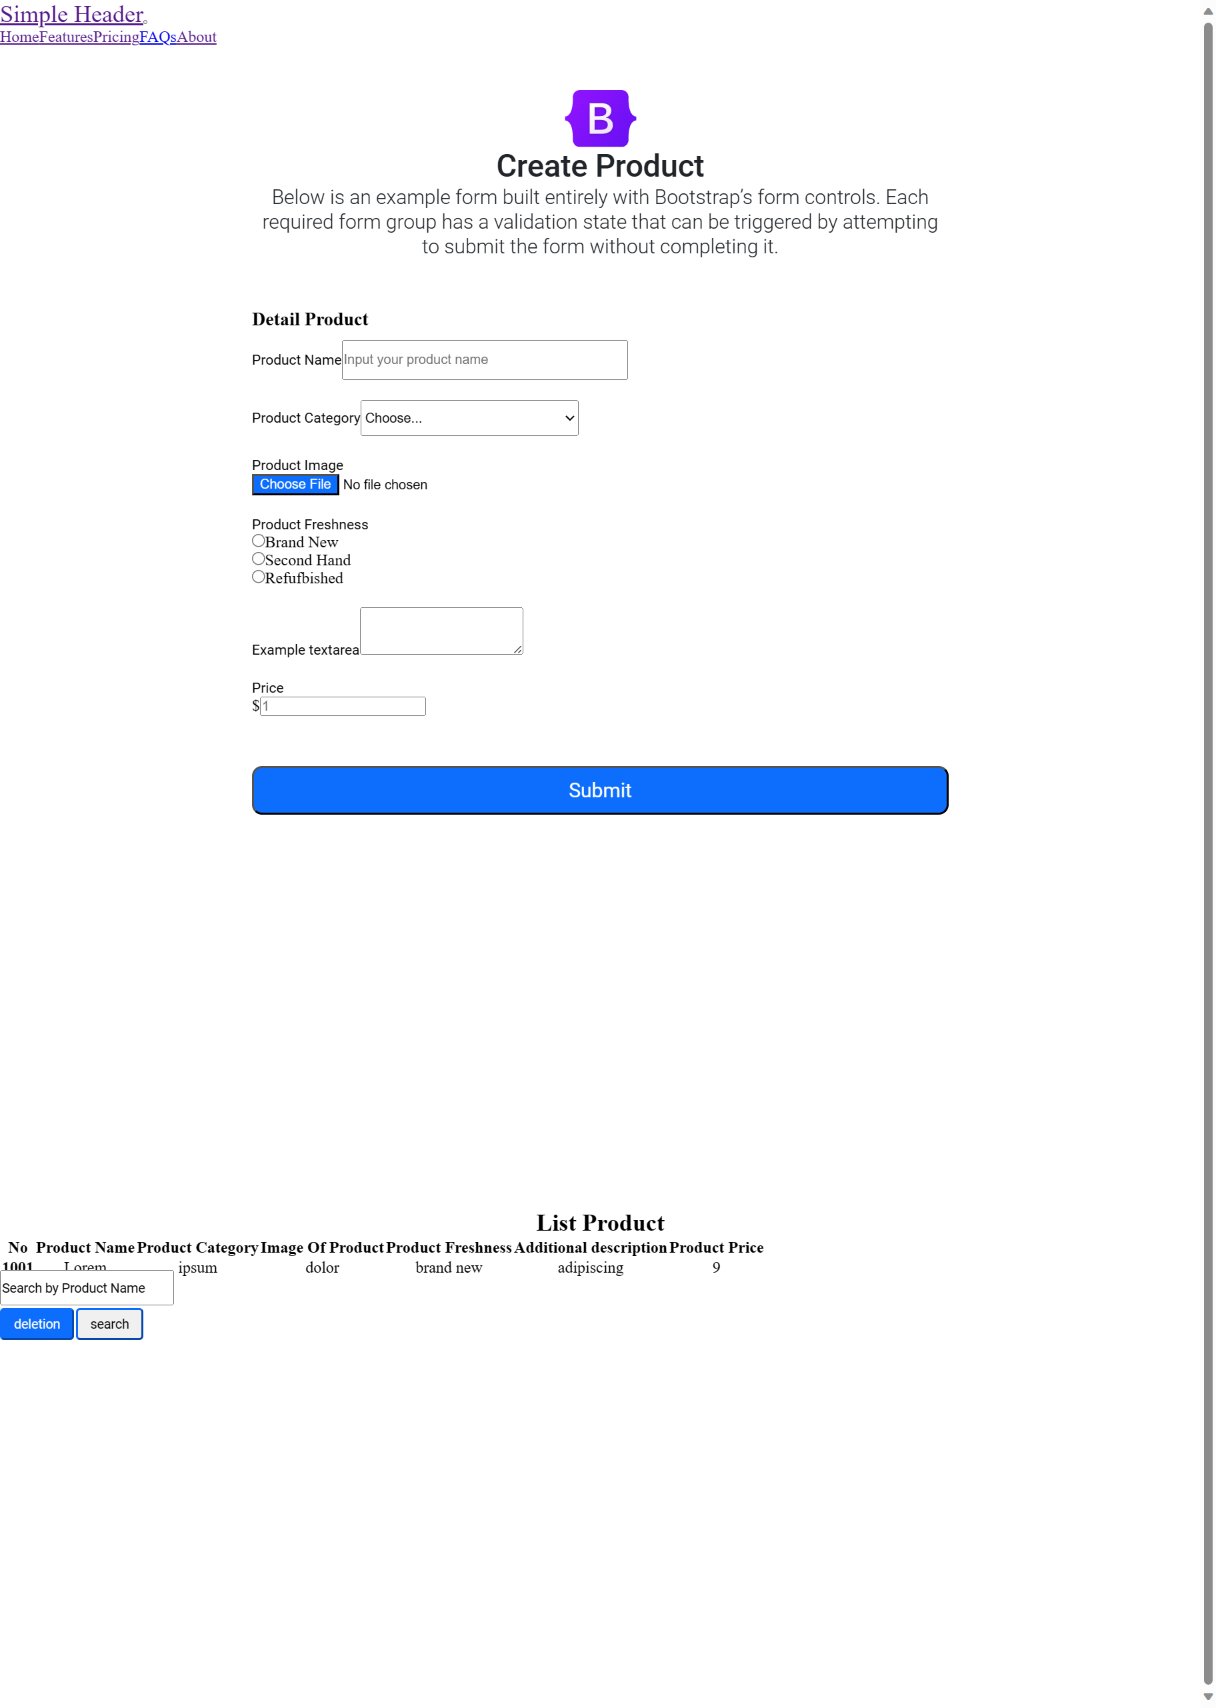 Simple Header
HomeFeaturesPricingFAQsAbout
B
Create Product
Below is an example form built entirely with Bootstrap’s form controls. Each
required form group has a validation state that can be triggered by attempting
to submit the form without completing it.
Detail Product
Product Name Input your product name
Product Category Choose...
Product Image
Choose File No file chosen
Product Freshness
Brand New
Second Hand
Refufbished
Example textarea
Price
$ 1
Submit
List Product
No Product Name Product Category Image Of Product Product Freshness Additional description Product Price
1001 Lorem ipsum dolor brand new adipiscing 9
Search by Product Name
deletion search